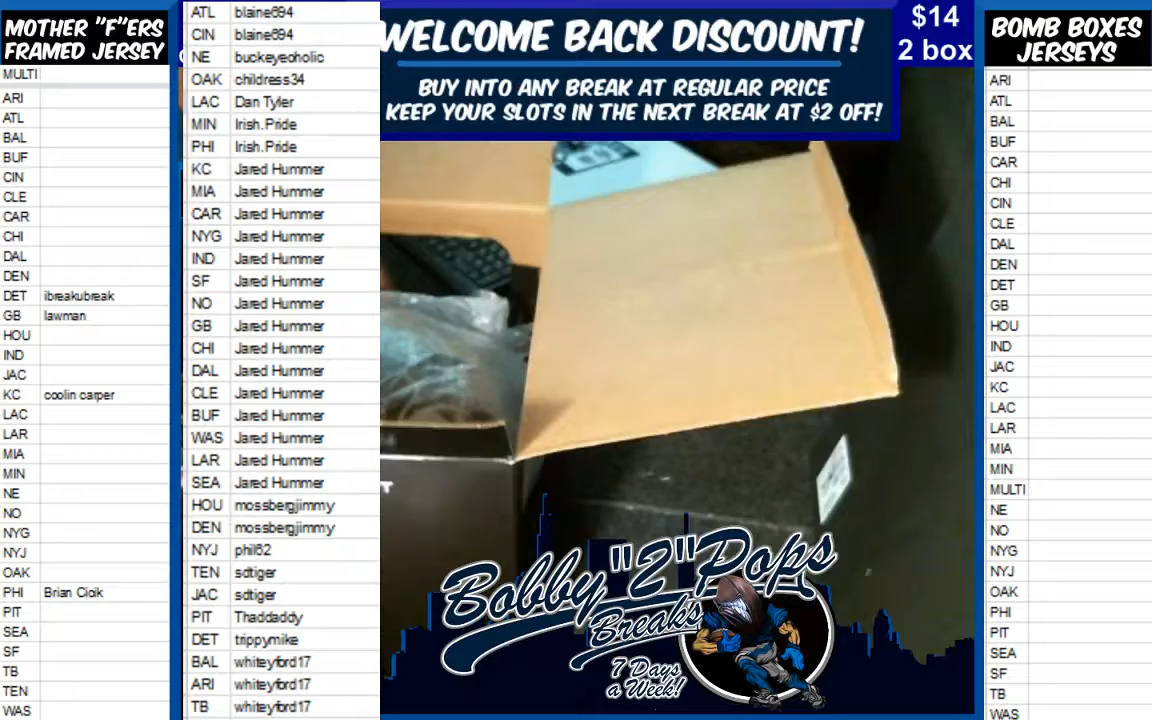 MOTHER "F"ERS
FRAMED JERSEY
MULTI
ARI
ATL
BAL
BUF
CIN
CLE
CAR
CHI
DAL
DEN
DET ibreakubreak
GB lawman
HOU
IND
JAC
KC coolin carper
LAC
LAR
MIA
MIN
NE
NO
NYG
NYJ
OAK
PHI Brian Cicik
PIT
SEA
SF
TB
TEN
WAS
ATL blaine694
CIN blaine694
NE buckeyeoholic
OAK childress34
LAC Dan Tyler
MIN Irish.Pride
PHI Irish.Pride
KC Jared Hummer
MIA Jared Hummer
CAR Jared Hummer
NYG Jared Hummer
IND Jared Hummer
SF Jared Hummer
NO Jared Hummer
GB Jared Hummer
CHI Jared Hummer
DAL Jared Hummer
CLE Jared Hummer
BUF Jared Hummer
WAS Jared Hummer
LAR Jared Hummer
SEA Jared Hummer
HOU mossbergjimmy
DEN mossbergjimmy
NYJ phil62
TEN sdtiger
JAC sdtiger
PIT Thaddaddy
DET trippymike
BAL whiteyford17
ARI whiteyford17
TB whiteyford17
WELCOME BACK DISCOUNT!
BUY INTO ANY BREAK AT REGULAR PRICE
KEEP YOUR SLOTS IN THE NEXT BREAK AT $2 OFF!
$14
2 box
Bobby "2" Pops
Breaks
7 Days
a Week!
BOMB BOXES
JERSEYS
ARI
ATL
BAL
BUF
CAR
CHI
CIN
CLE
DAL
DEN
DET
GB
HOU
IND
JAC
KC
LAC
LAR
MIA
MIN
MULTI
NE
NO
NYG
NYJ
OAK
PHI
PIT
SEA
SF
TB
WAS